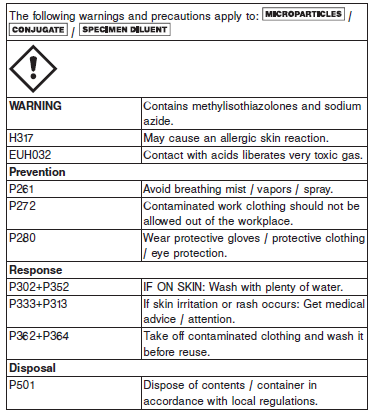 The following warnings and precautions apply to: MICROPARTICLES /
CONJUGATE / SPECIMEN DILUENT
WARNING Contains methylisothiazolones and sodium
azide.
H317 May cause an allergic skin reaction.
EUH032 Contact with acids liberates very toxic gas.
Prevention
P261 Avoid breathing mist / vapors / spray.
P272 Contaminated work clothing should not be
allowed out of the workplace.
P280 Wear protective gloves / protective clothing
/ eye protection.
Response
P302+P352 IF ON SKIN: Wash with plenty of water.
P333+P313 If skin irritation or rash occurs: Get medical
advice / attention.
P362+P364 Take off contaminated clothing and wash it
before reuse.
Disposal
P501 Dispose of contents / container in
accordance with local regulations.